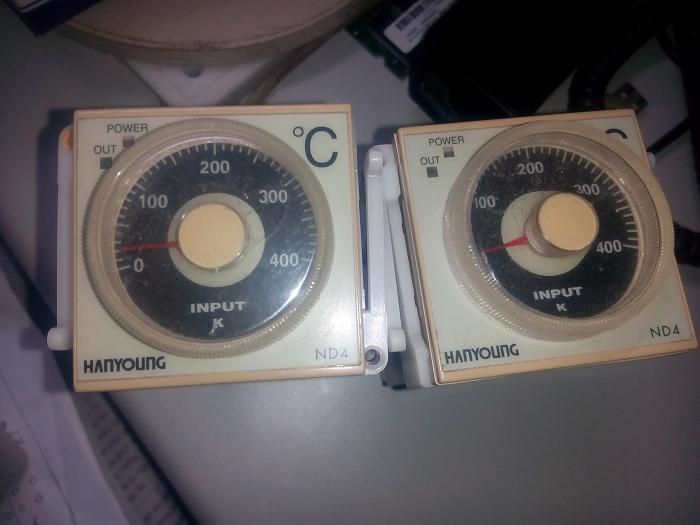 POWER
OUT
°C
200
100
300
0
400
INPUT
K
HANYOUNG
ND4
POWER
OUT
C
200
100
300
400
INPUT
K
HANYOUNG
ND4